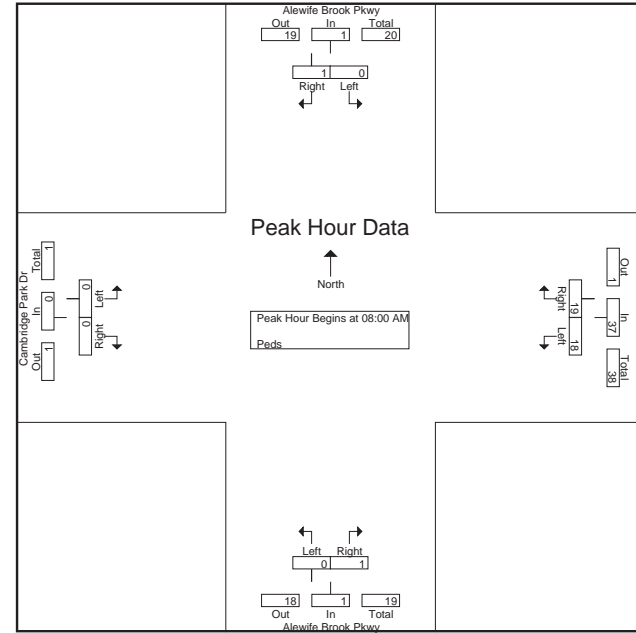 Alewife Brook Pkwy
Out In Total
19 1 20
1 0
Right Left
Peak Hour Data
North
Peak Hour Begins at 08:00 AM
Peds
Cambridge Park Dr
Total In Out
1 0 1
0 0
Left Right
Right Left
19 18
Out In Total
1 37 38
Left Right
0 1
18 1 19
Out In Total
Alewife Brook Pkwy